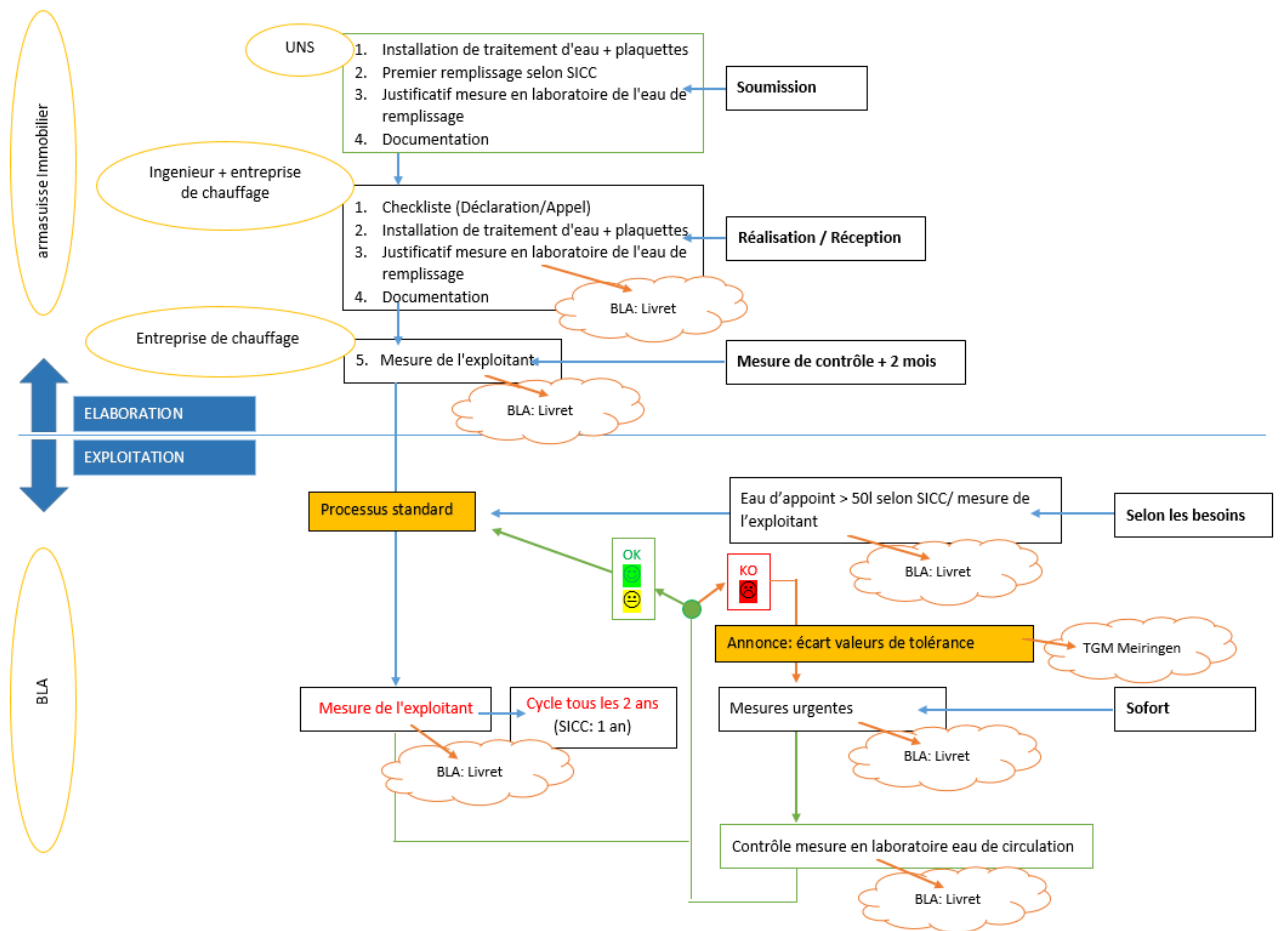 armasuisse Immobilier
UNS
1. Installation de traitement d'eau + plaquettes
2. Premier remplissage selon SICC
3. Justificatif mesure en laboratoire de l'eau de
remplissage
4. Documentation
Soumission
Ingenieur + entreprise
de chauffage
1. Checkliste (Déclaration/Appel)
2. Installation de traitement d'eau + plaquettes
3. Justificatif mesure en laboratoire de l'eau de
remplissage
4. Documentation
Réalisation / Réception
BLA: Livret
Entreprise de chauffage
5. Mesure de l'exploitant
Mesure de contrôle + 2 mois
BLA: Livret
ELABORATION
EXPLOITATION
BLA
Processus standard
Eau d’appoint > 50l selon SICC/ mesure de
l’exploitant
Selon les besoins
BLA: Livret
OK
KO
Annonce: écart valeurs de tolérance
TGM Meiringen
Mesure de l'exploitant
Cycle tous les 2 ans
(SICC: 1 an)
BLA: Livret
Mesures urgentes
Sofort
BLA: Livret
Contrôle mesure en laboratoire eau de circulation
BLA: Livret